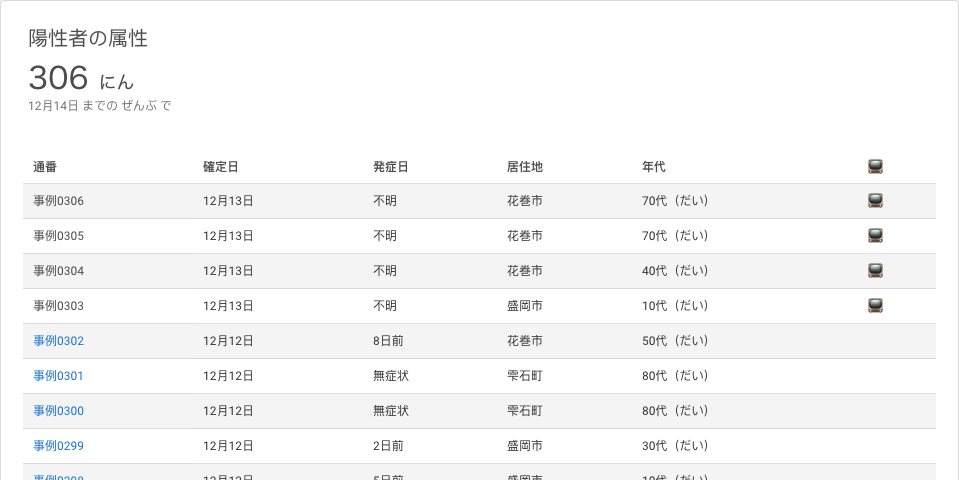 陽性者の属性
306 にん
12月14日 までの ぜんぶ で
通番 確定日 発症日 居住地 年代
事例0306 12月13日 不明 花巻市 70代（だい）
事例0305 12月13日 不明 花巻市 70代（だい）
事例0304 12月13日 不明 花巻市 40代（だい）
事例0303 12月13日 不明 盛岡市 10代（だい）
事例0302 12月12日 8日前 花巻市 50代（だい）
事例0301 12月12日 無症状 雫石町 80代（だい）
事例0300 12月12日 無症状 雫石町 80代（だい）
事例0299 12月12日 2日前 盛岡市 30代（だい）